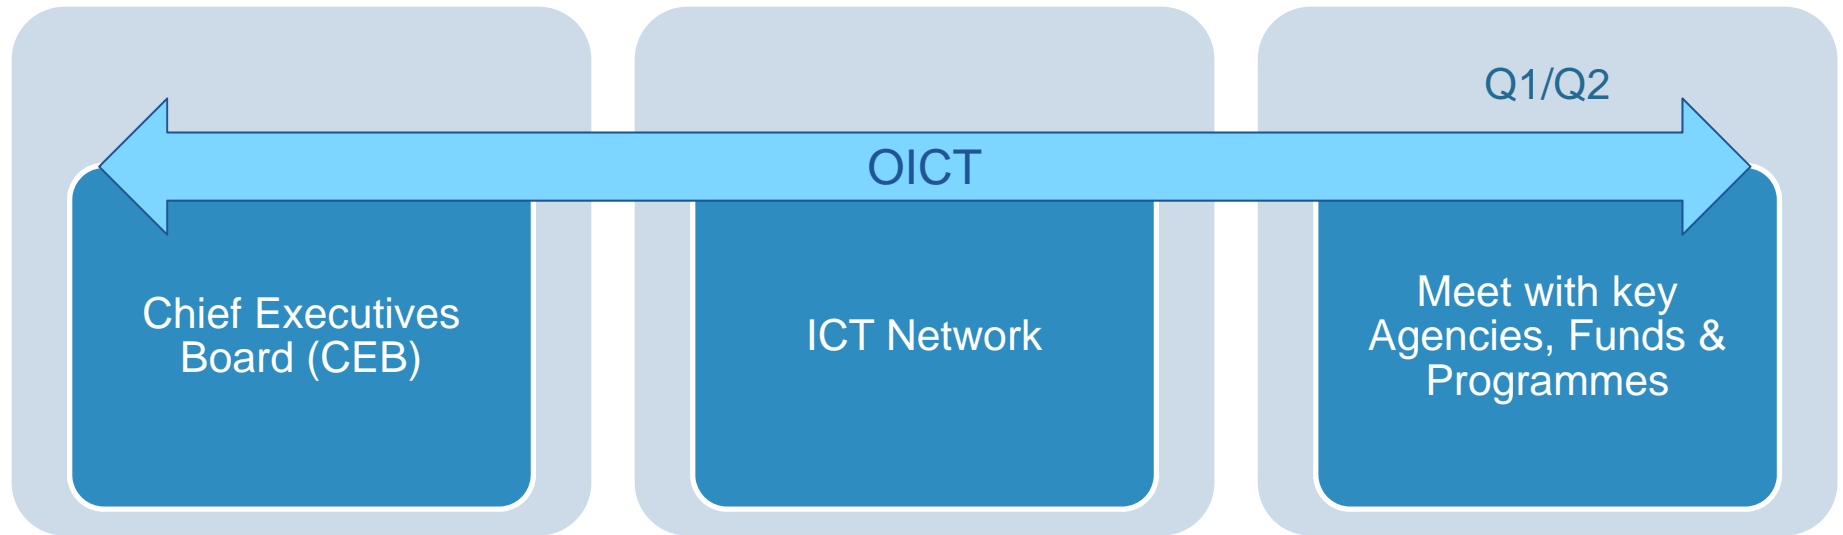 Q1/Q2
OICT
Chief Executives
Board (CEB)
ICT Network
Meet with key
Agencies, Funds &
Programmes